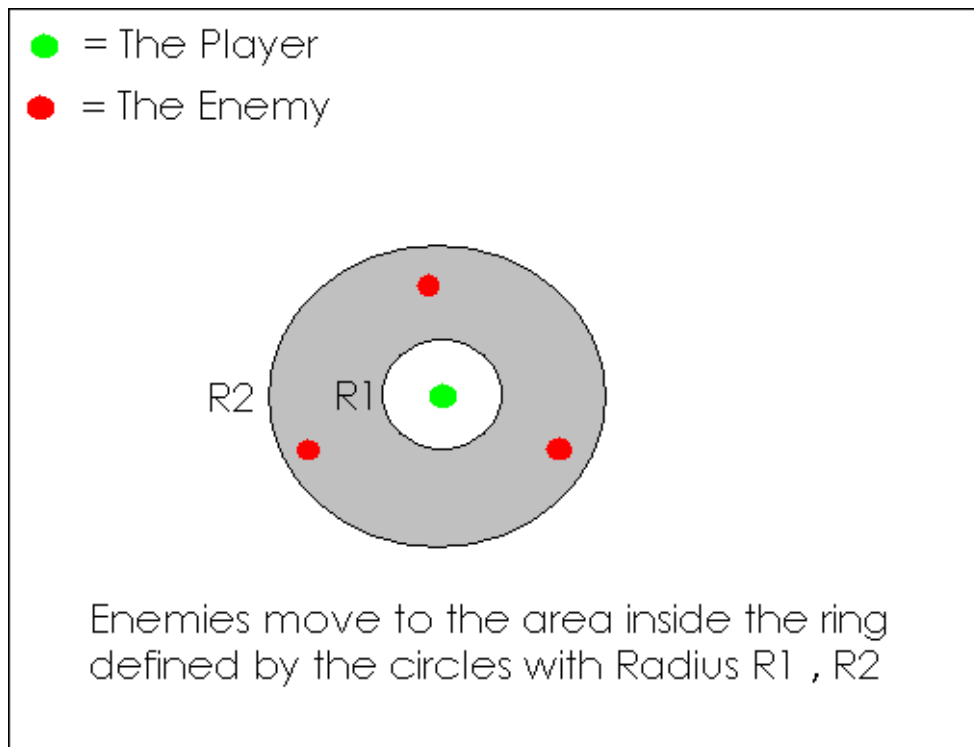 = The Player
= The Enemy
R2 R1
Enemies move to the area inside the ring
defined by the circles with Radius R1 , R2